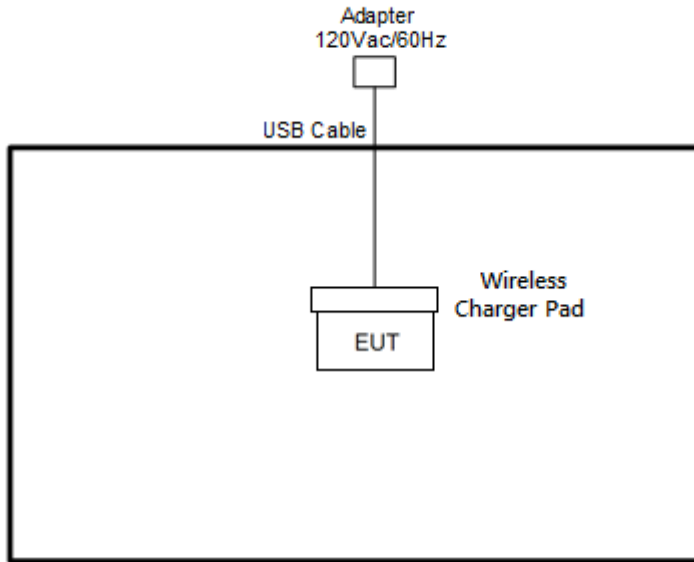 Adapter
120Vac/60Hz
USB Cable
Wireless
Charger Pad
EUT